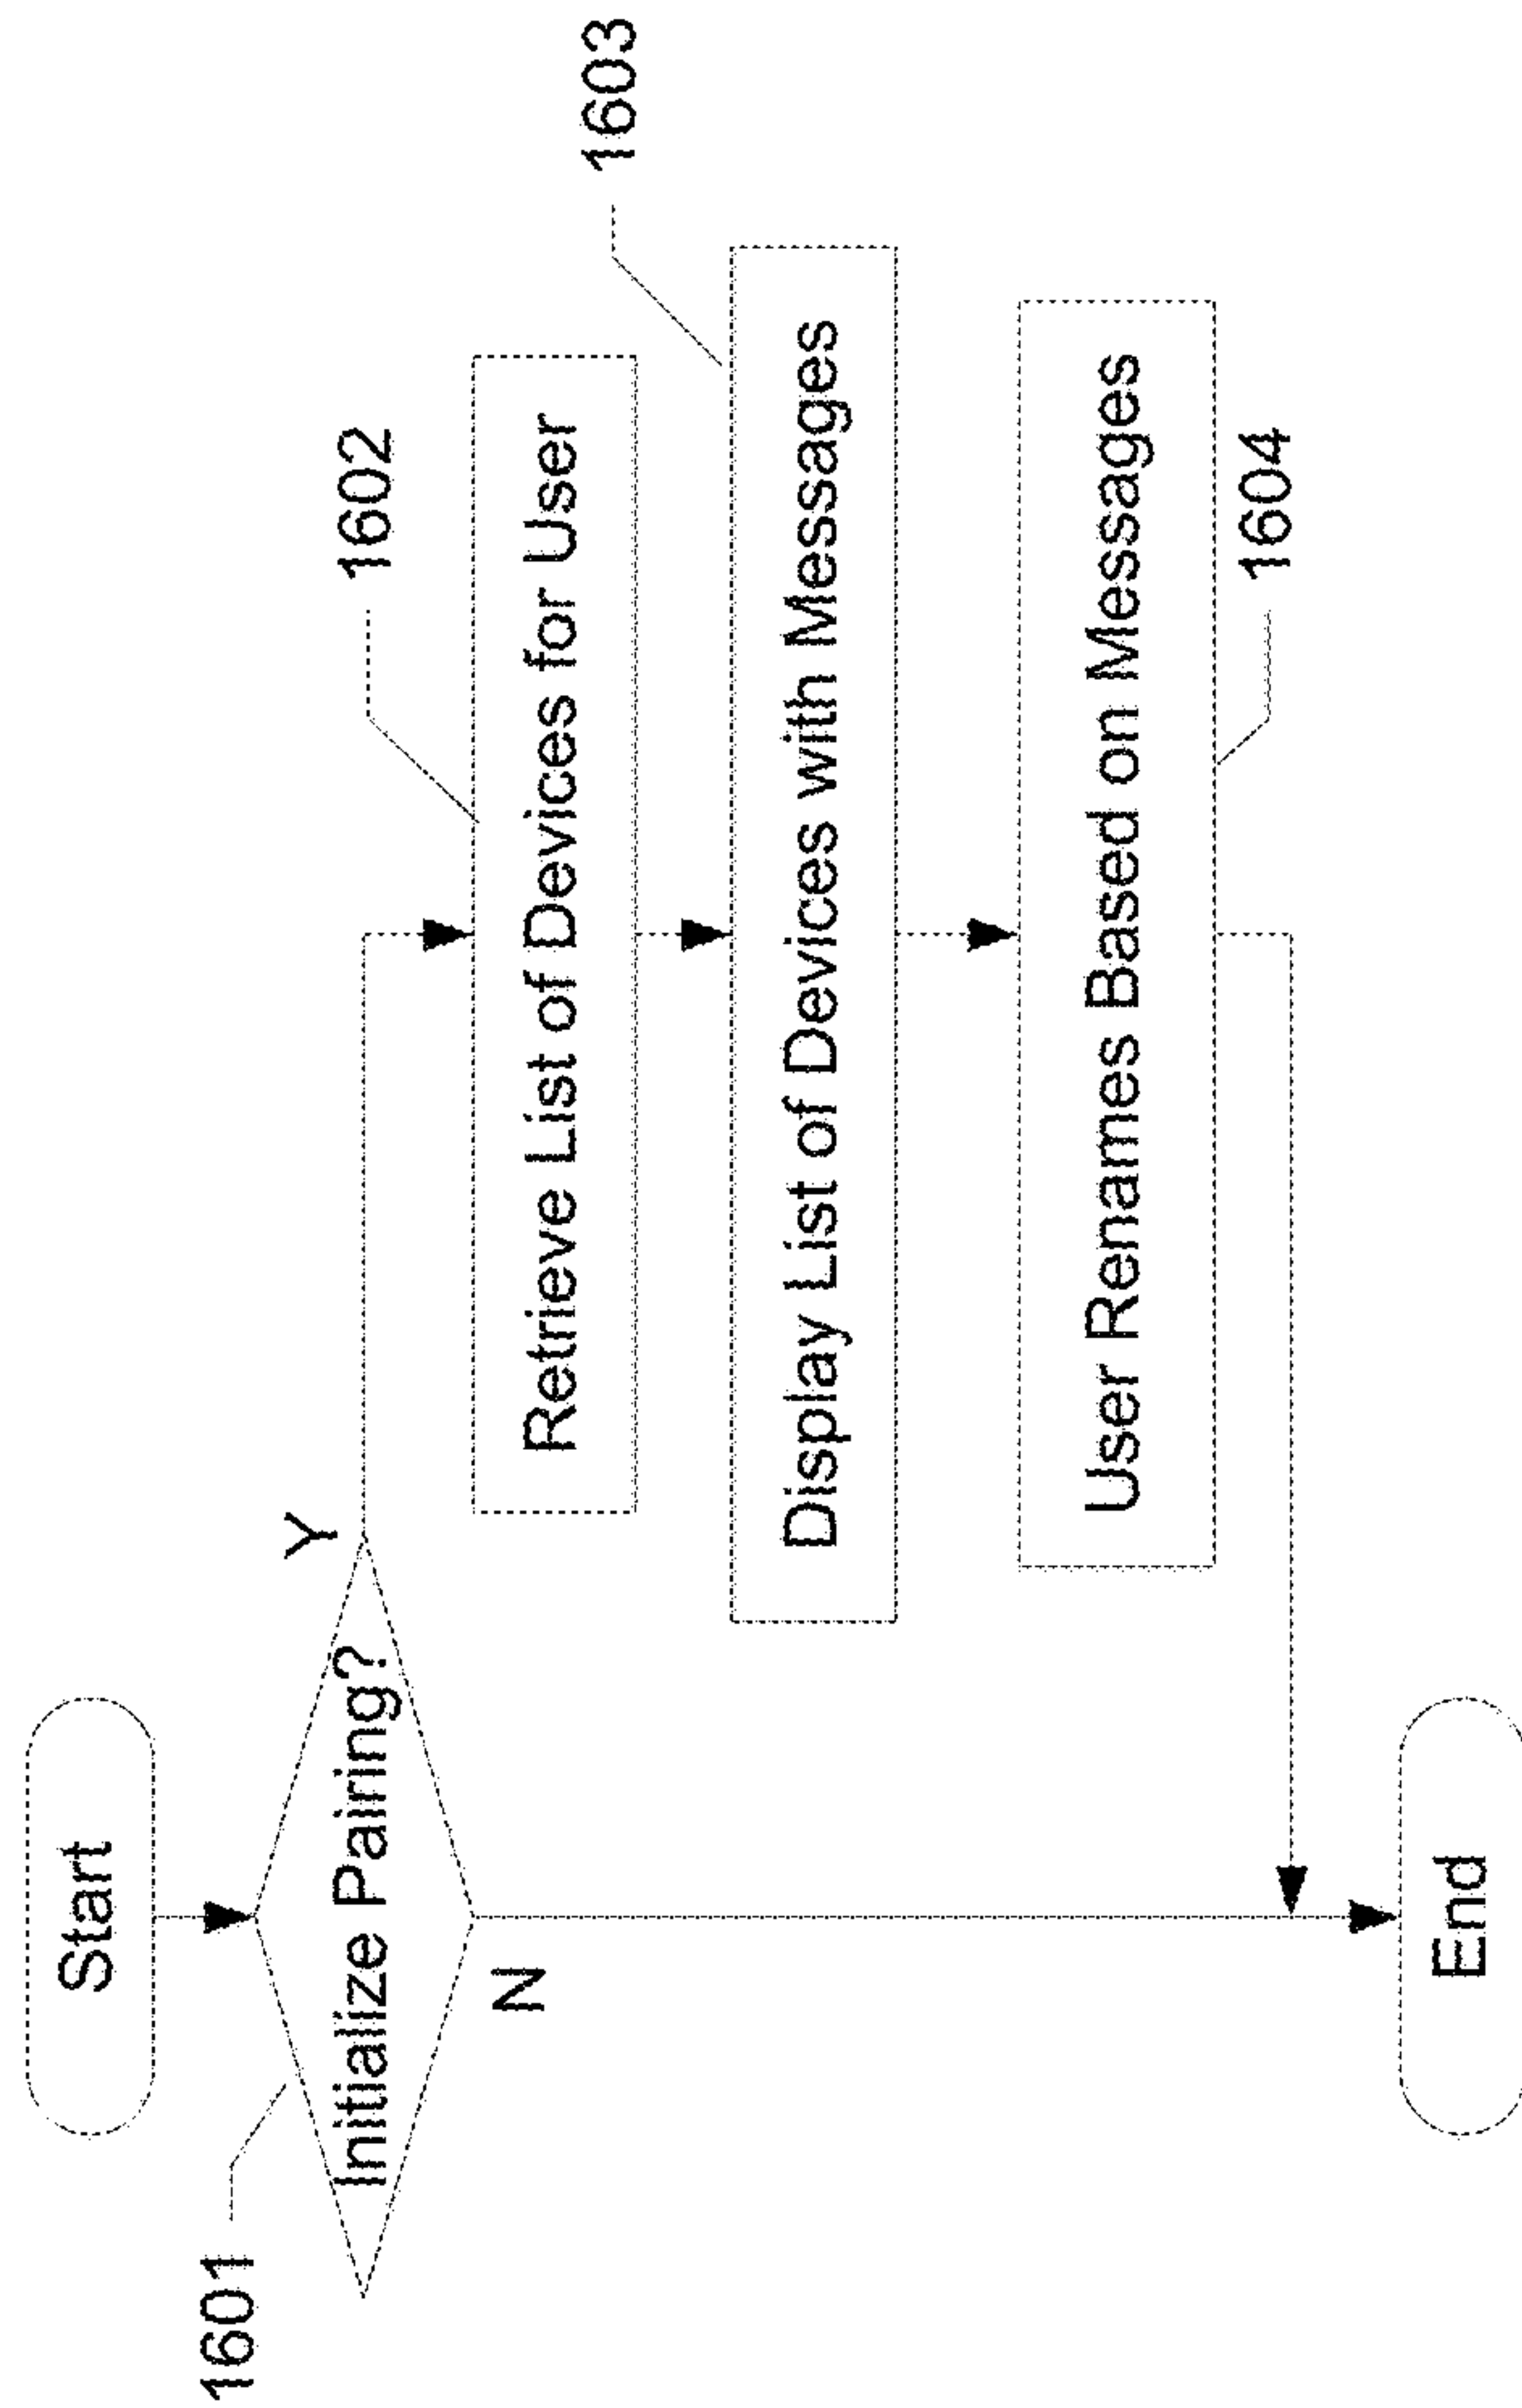 Start
1601
Initialize Pairing?
Y
N
1602
Retrieve List of Devices for User
1603
Display List of Devices with Messages
User Renames Based on Messages
1604
End